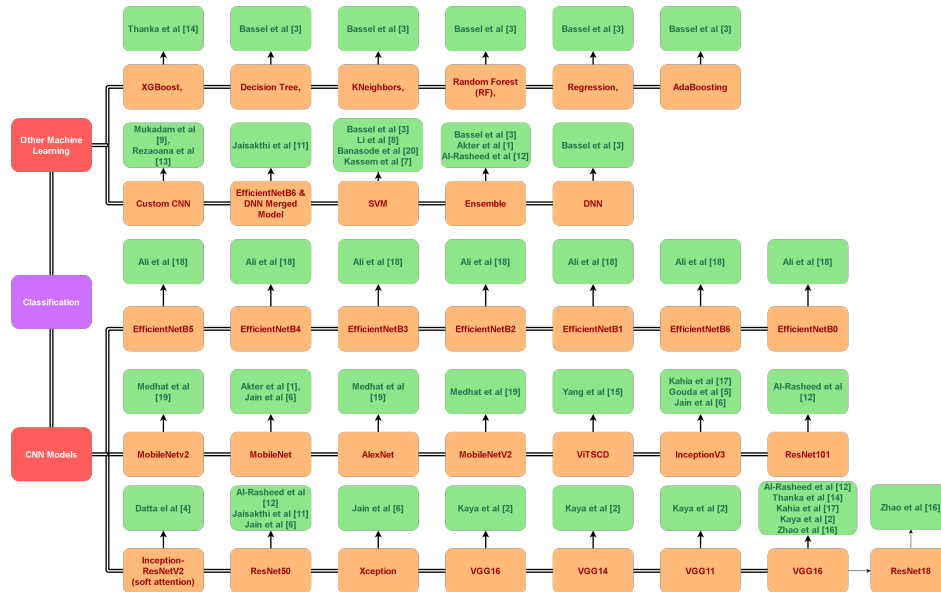 Thanka et al [14]
Bassel et al [3]
Bassel et al [3]
Bassel et al [3]
Bassel et al [3]
Bassel et al [3]
XGBoost,
Decision Tree,
KNeighbors,
Random Forest
(RF),
Regression,
AdaBoosting
Other Machine
Learning
Mukadam et al
[9],
Rezaoana et al
[13]
Jaisakthi et al [11]
Bassel et al [3]
Li et al [8]
Banasode et al [20]
Kassem et al [7]
Bassel et al [3]
Akter et al [1]
Al-Rasheed et al [12]
Bassel et al [3]
Custom CNN
EfficientNetB6 &
DNN Merged
Model
SVM
Ensemble
DNN
Classification
Ali et al [18]
Ali et al [18]
Ali et al [18]
Ali et al [18]
Ali et al [18]
Ali et al [18]
Ali et al [18]
EfficientNetB5
EfficientNetB4
EfficientNetB3
EfficientNetB2
EfficientNetB1
EfficientNetB6
EfficientNetB0
CNN Models
Medhat et al
[19]
Akter et al [1],
Jain et al [6]
Medhat et al
[19]
Medhat et al [19]
Yang et al [15]
Kahia et al [17]
Gouda et al [5]
Jain et al [6]
Al-Rasheed et al
[12]
MobileNetv2
MobileNet
AlexNet
MobileNetV2
ViTSCD
InceptionV3
ResNet101
Datta el al [4]
Al-Rasheed et al
[12]
Jaisakthi et al [11]
Jain et al [6]
Jain et al [6]
Kaya et al [2]
Kaya et al [2]
Kaya et al [2]
Al-Rasheed et al [12]
Thanka et al [14]
Kahia et al [17]
Kaya et al [2]
Zhao et al [16]
Zhao et al [16]
Inception-
ResNetV2
(soft attention)
ResNet50
Xception
VGG16
VGG14
VGG11
VGG16
ResNet18